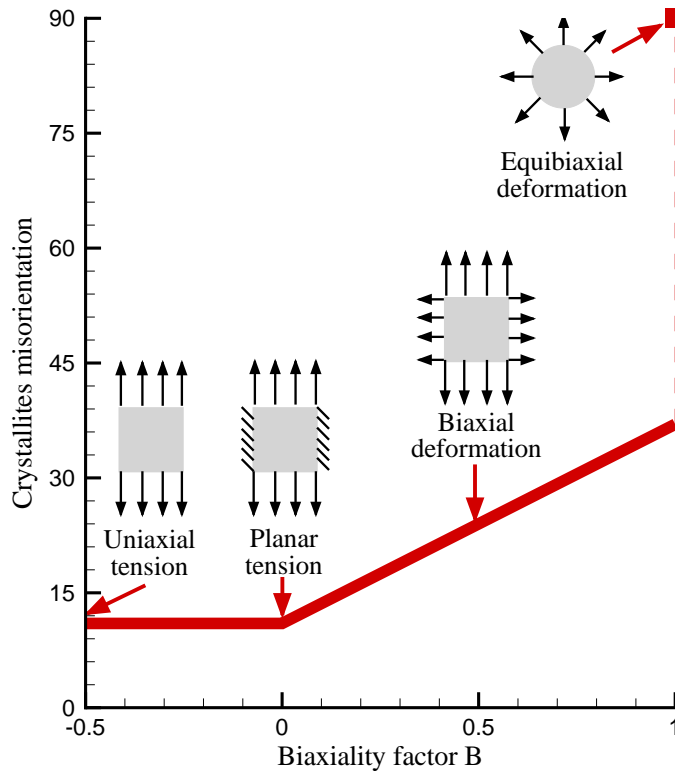 90
75
60
45
30
15
0
Crystallites misorientation
-0.5
0
0.5
1
Biaxiality factor B
Equibiaxial
deformation
Biaxial
deformation
Uniaxial
tension
Planar
tension